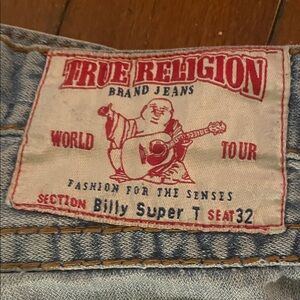 TRUE RELIGION
BRAND JEANS
WORLD TOUR
FASHION FOR THE SENSES
SECTION Billy Super T SEAT 32